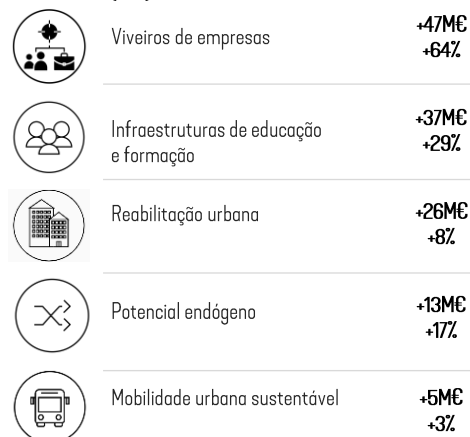 Viveiros de empresas
+47M€
+64%
Infraestruturas de educação
e formação
+37M€
+29%
Reabilitação urbana
+26M€
+8%
Potencial endógeno
+13M€
+17%
Mobilidade urbana sustentável
+5M€
+3%